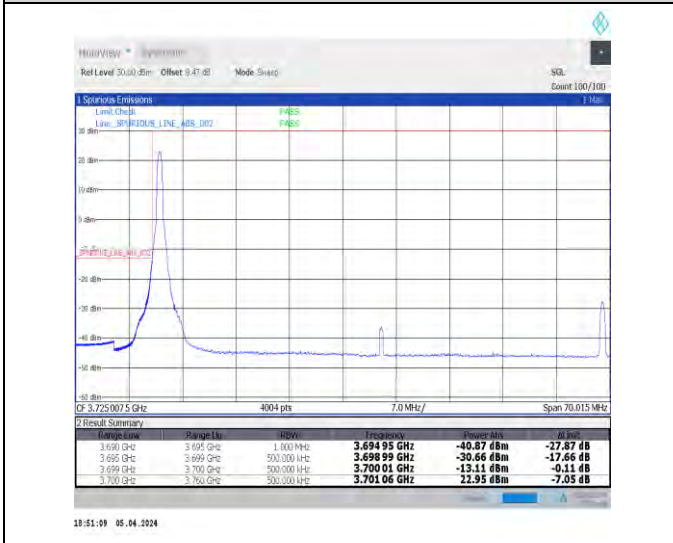 MultiView
Ref Level 30.00 dBm Offset 9.47 dB Mode Sweep SGL
Count 100/100
1 Spurious Emissions
Limit Check PASS
Line _SPURIOUS_LINE_ABS_002 PASS
30 dBm
20 dBm
10 dBm
0 dBm
_SPURIOUS_LINE_ABS_002
-20 dBm
-30 dBm
-40 dBm
-50 dBm
-60 dBm
CF 3.725 007 5 GHz 4004 pts 7.0 MHz/ Span 70.015 MHz
2 Result Summary
Range Low Range Up RBW Frequency Power Abs ΔLimit
3.690 GHz 3.695 GHz 1.000 MHz 3.694 95 GHz -40.87 dBm -27.87 dB
3.695 GHz 3.699 GHz 500.000 kHz 3.698 99 GHz -30.66 dBm -17.66 dB
3.699 GHz 3.700 GHz 500.000 kHz 3.700 01 GHz -13.11 dBm -0.11 dB
3.700 GHz 3.760 GHz 500.000 kHz 3.701 06 GHz 22.95 dBm -7.05 dB
18:51:09 05.04.2024